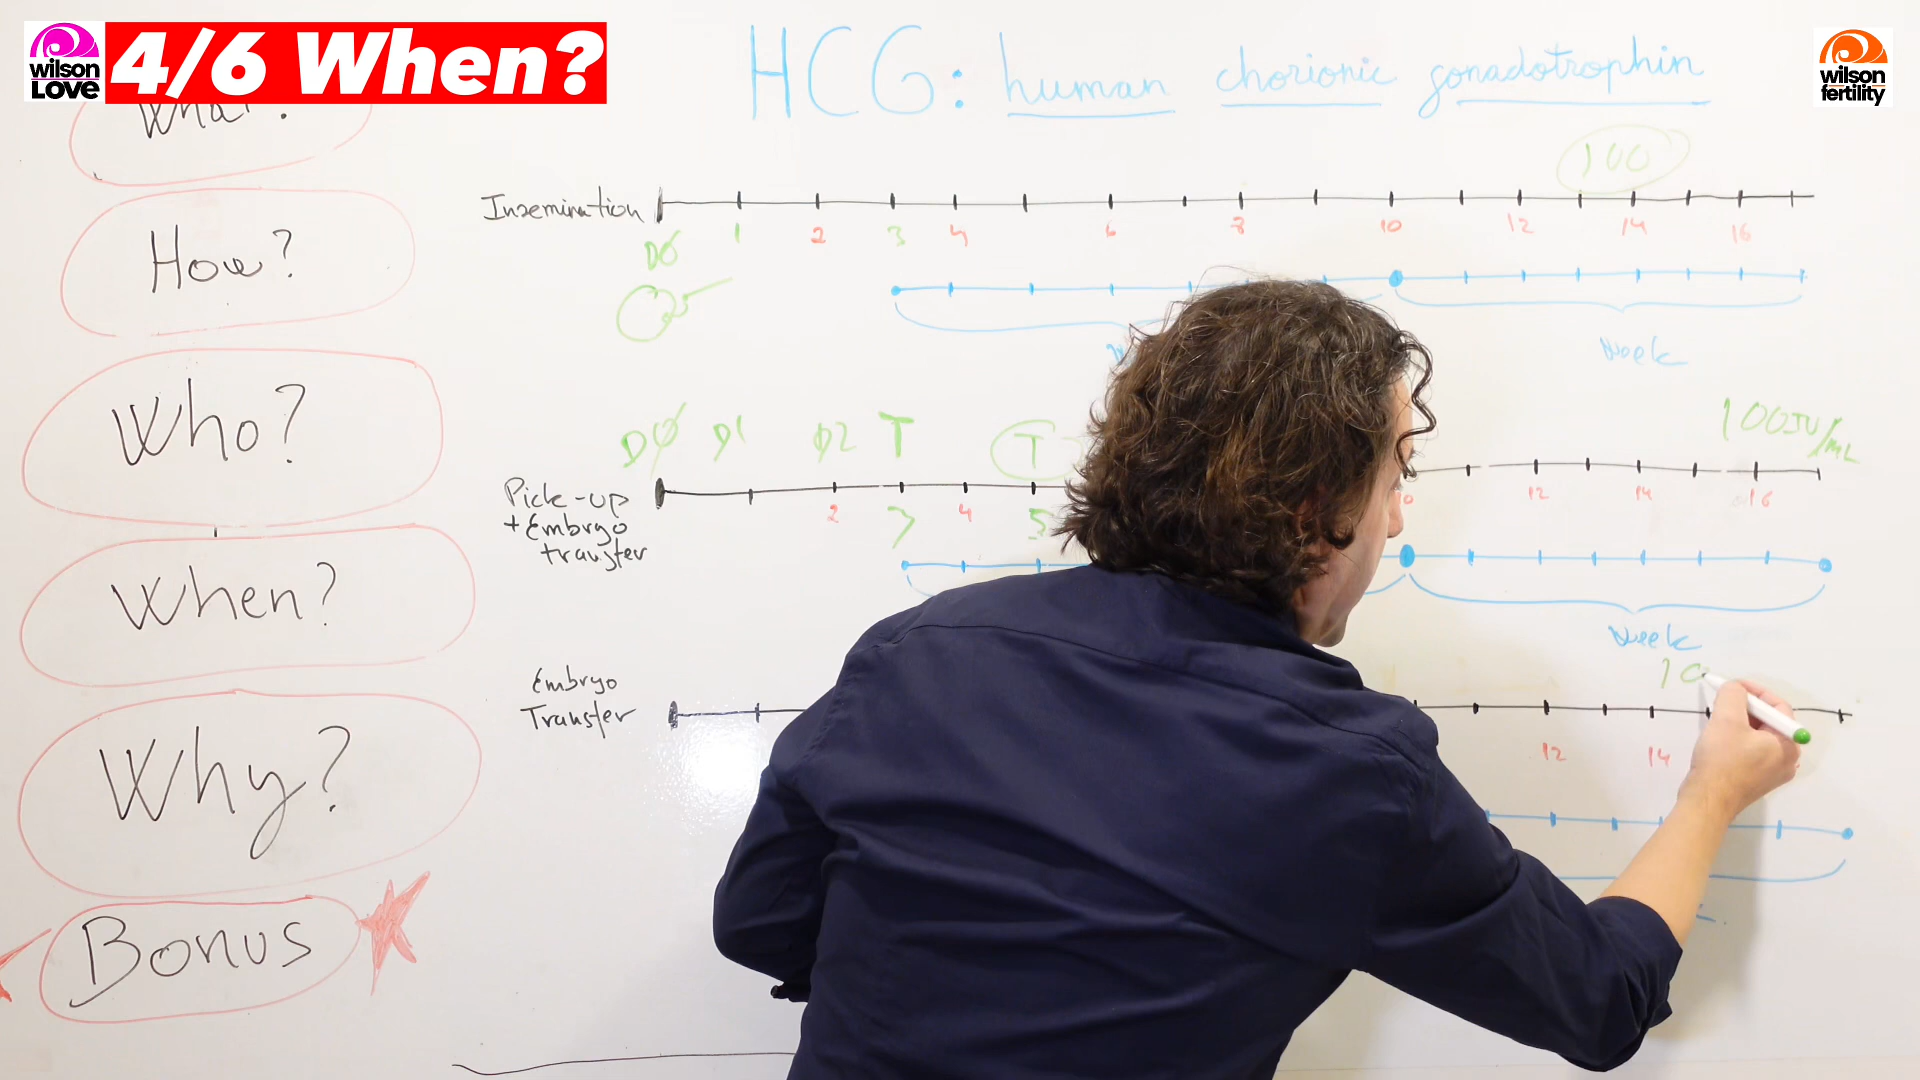 wilson
LOVE
4/6 When?
HCG: human chorionic gonadotrophin
wilson
fertility
How?
Who?
When?
Why?
Bonus
100
Insemination
D0 1 2 3 4 6 8 10 12 14 16
Week
D0 D1 D2 T T
100IU/mL
Pick-up
+ Embryo
transfer
2 3 4 5 10 12 14 16
Week
10
Embryo
Transfer
12 14